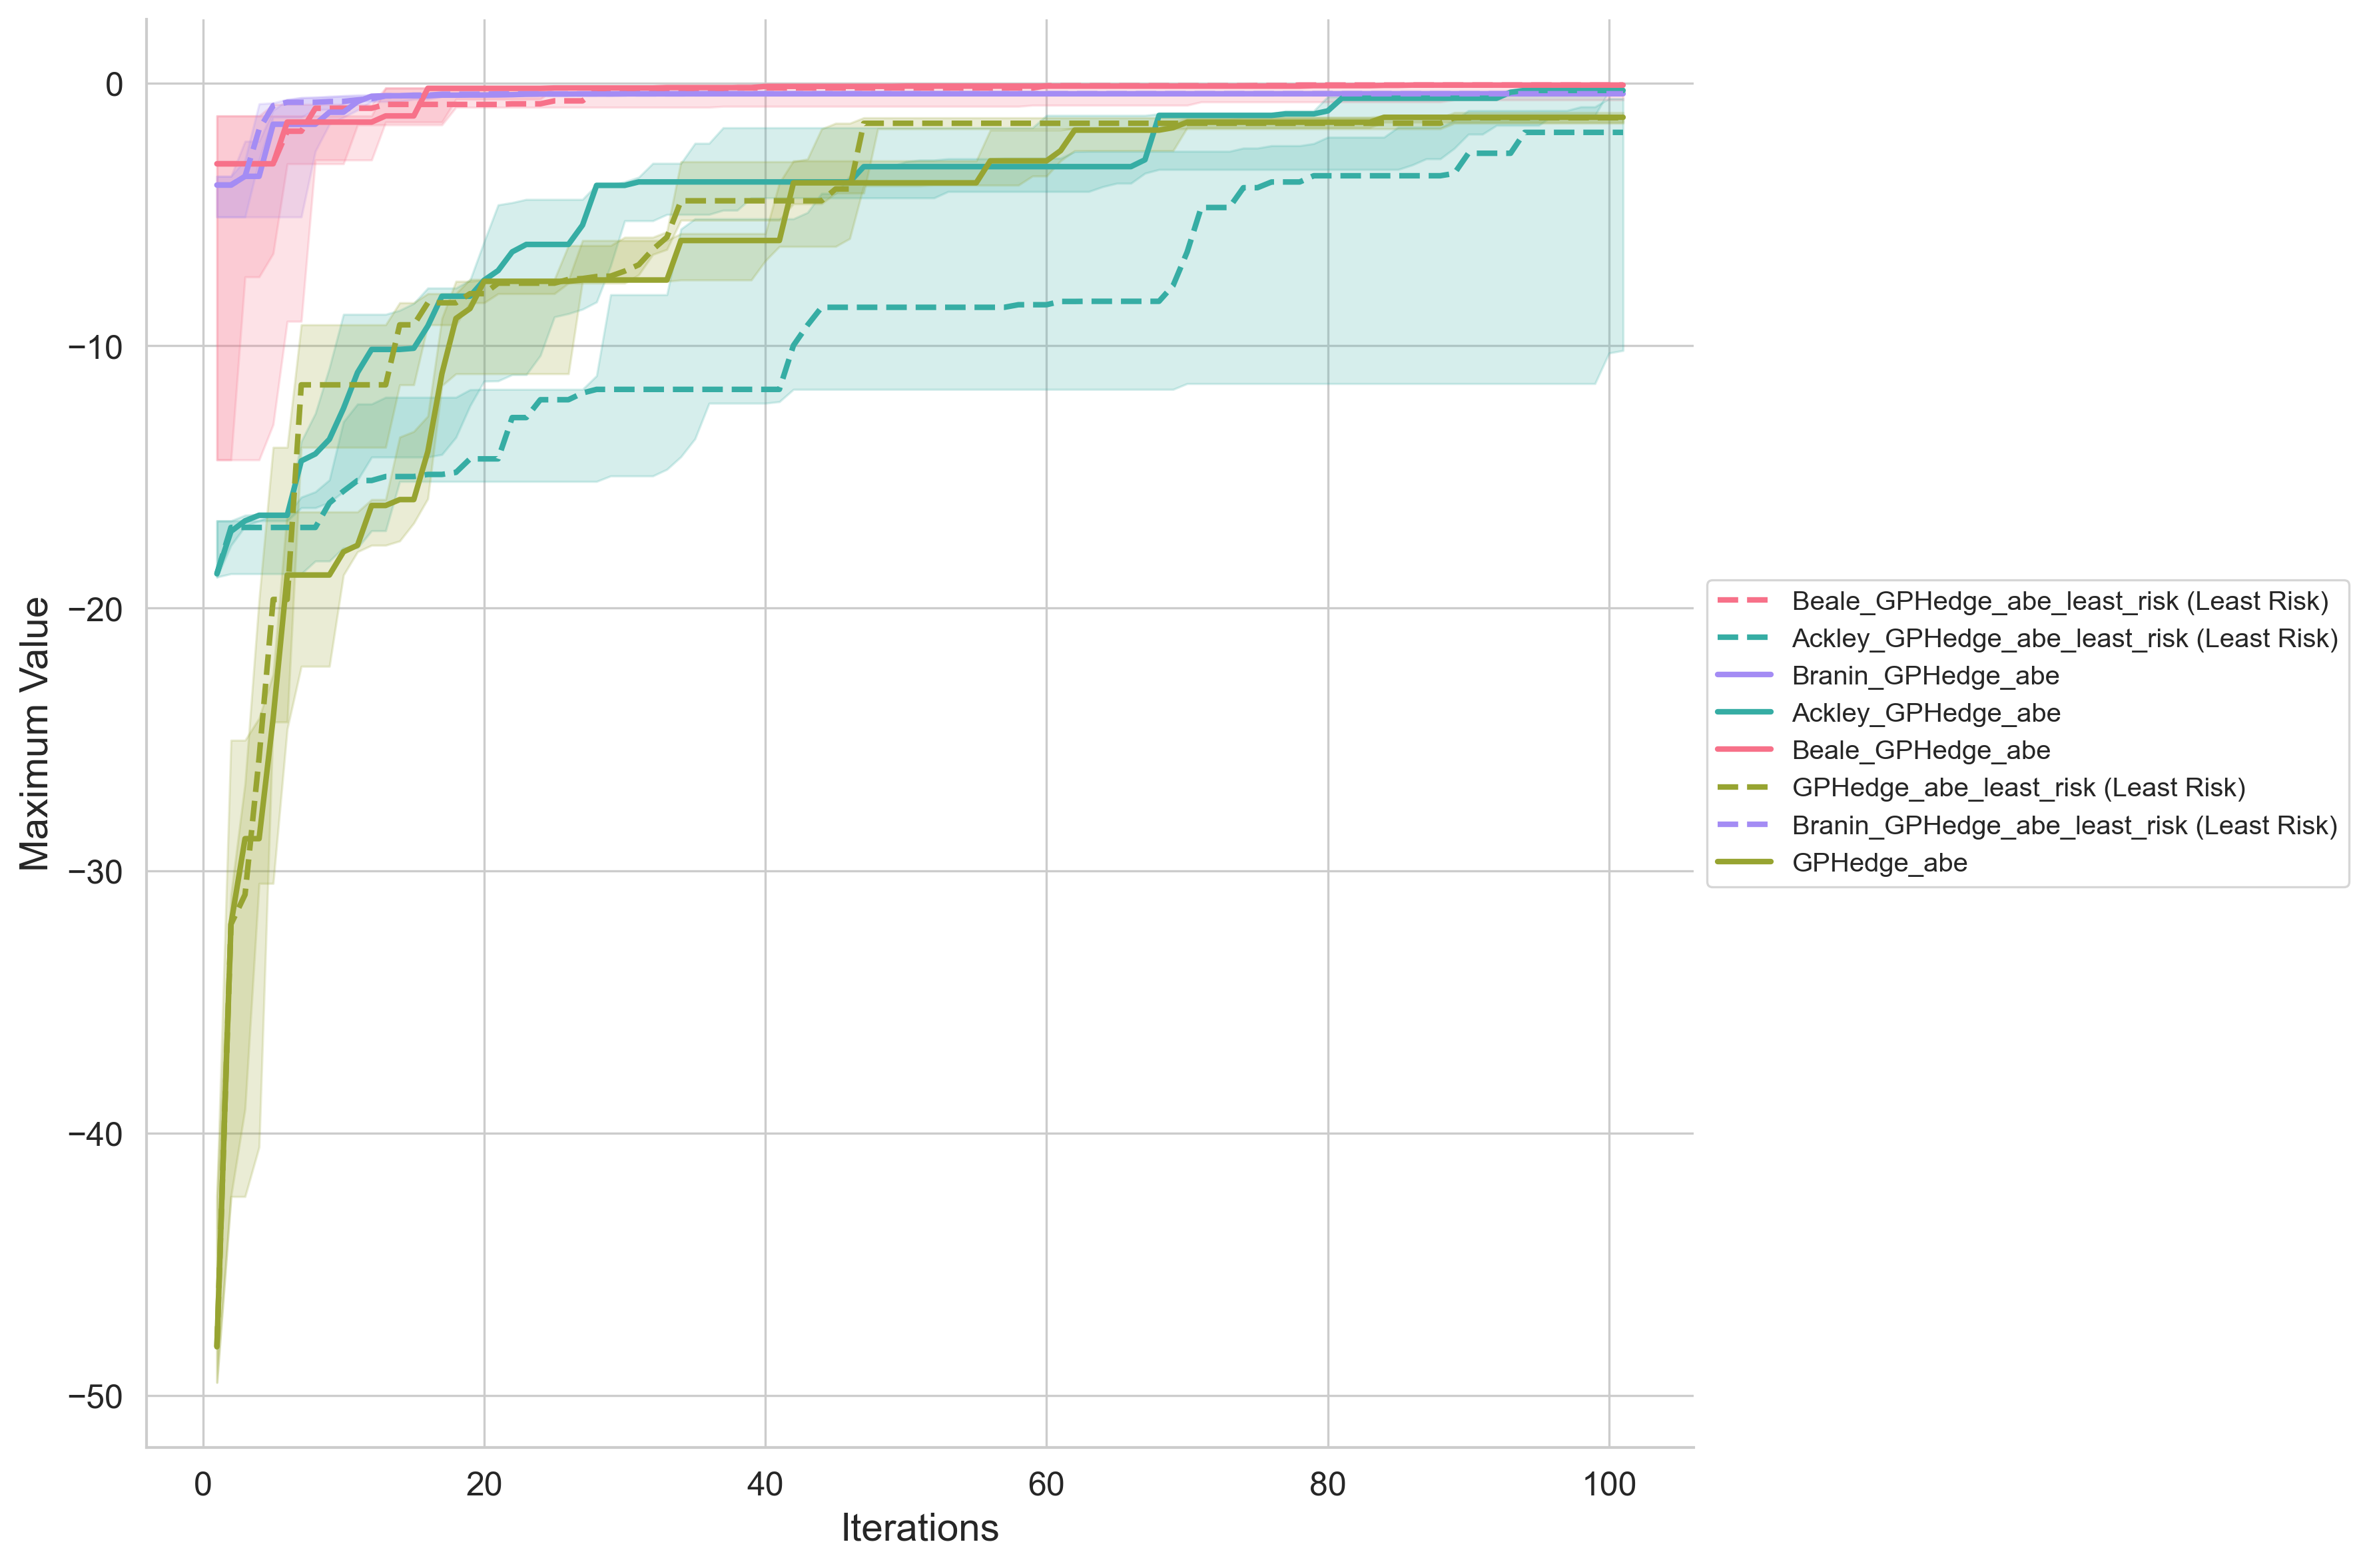 0
−10
−20
−30
−40
−50
Maximum Value
0
20
40
60
80
100
Iterations
Beale_GPHedge_abe_least_risk (Least Risk)
Ackley_GPHedge_abe_least_risk (Least Risk)
Branin_GPHedge_abe
Ackley_GPHedge_abe
Beale_GPHedge_abe
GPHedge_abe_least_risk (Least Risk)
Branin_GPHedge_abe_least_risk (Least Risk)
GPHedge_abe